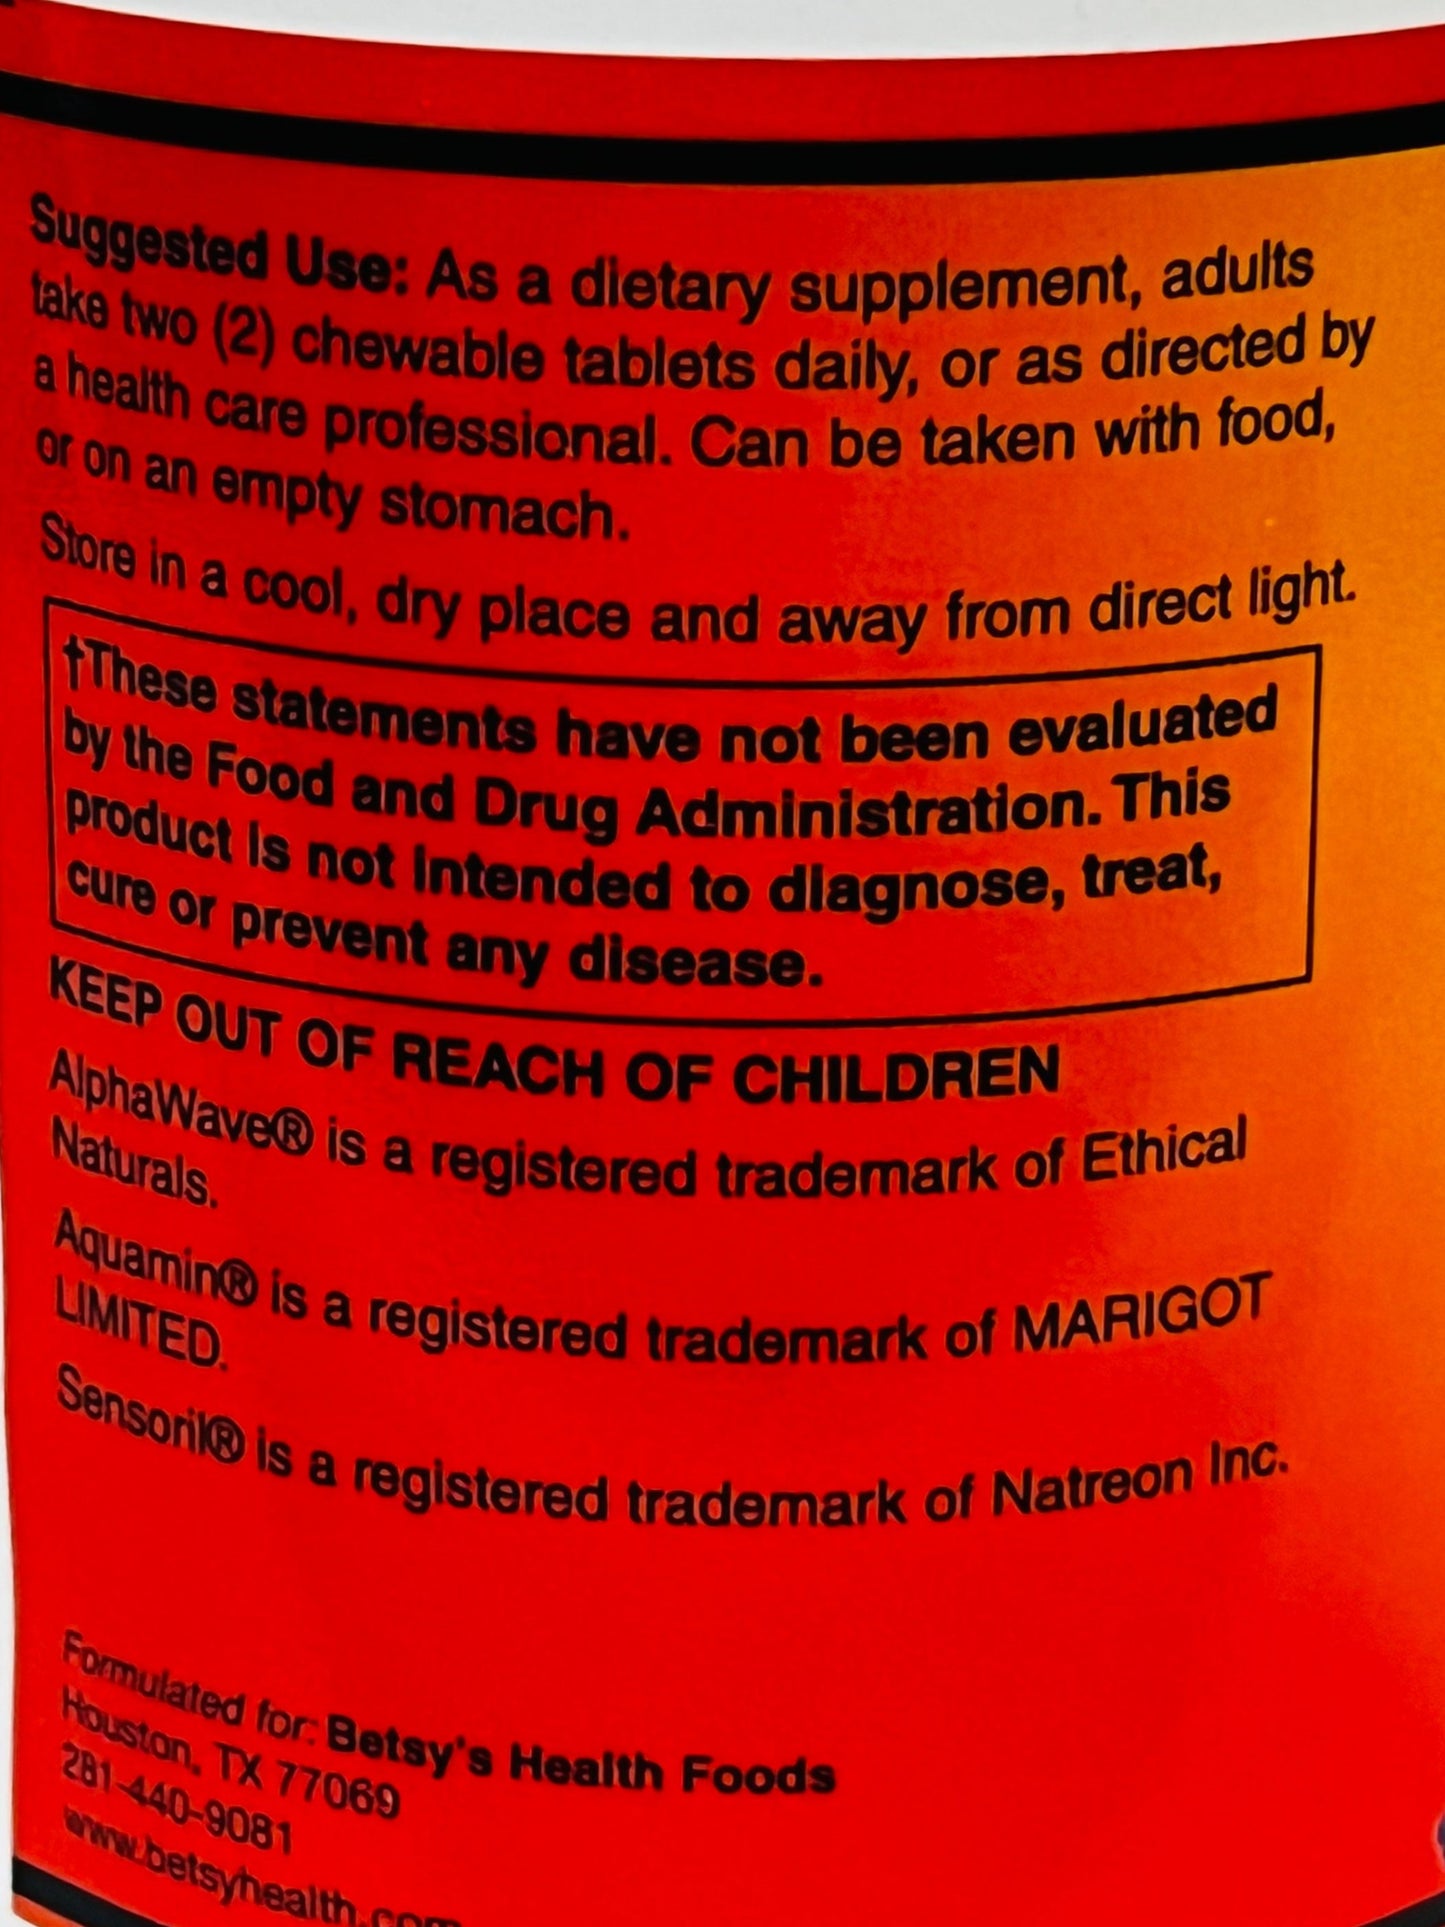 Suggested Use: As a dietary supplement, adults
take two (2) chewable tablets daily, or as directed by
a health care professional. Can be taken with food,
or on an empty stomach.
Store in a cool, dry place and away from direct light.
†These statements have not been evaluated
by the Food and Drug Administration. This
product is not intended to diagnose, treat,
cure or prevent any disease.
KEEP OUT OF REACH OF CHILDREN
AlphaWave® is a registered trademark of Ethical
Naturals.
Aquamin® is a registered trademark of MARIGOT
LIMITED.
Sensoril® is a registered trademark of Natreon Inc.
Formulated for: Betsy's Health Foods
Houston, TX 77069
281-440-9081
www.betsyhealth.com